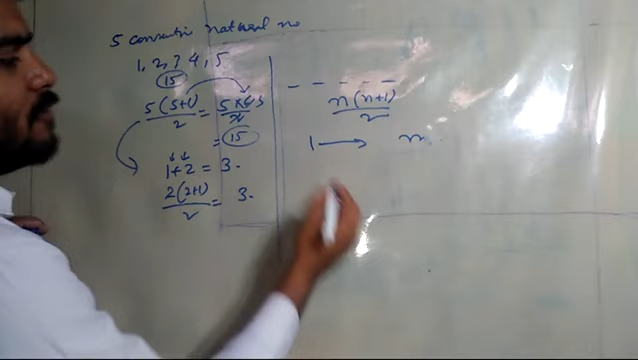 5 consecutive natural no
1, 2, 3, 4, 5
15
5(5+1)/2 = 5×6 3/2
= 15
1+2 = 3.
2(2+1)/2 = 3.
_ _ _ _ _
n(n+1)/2
1 → n.